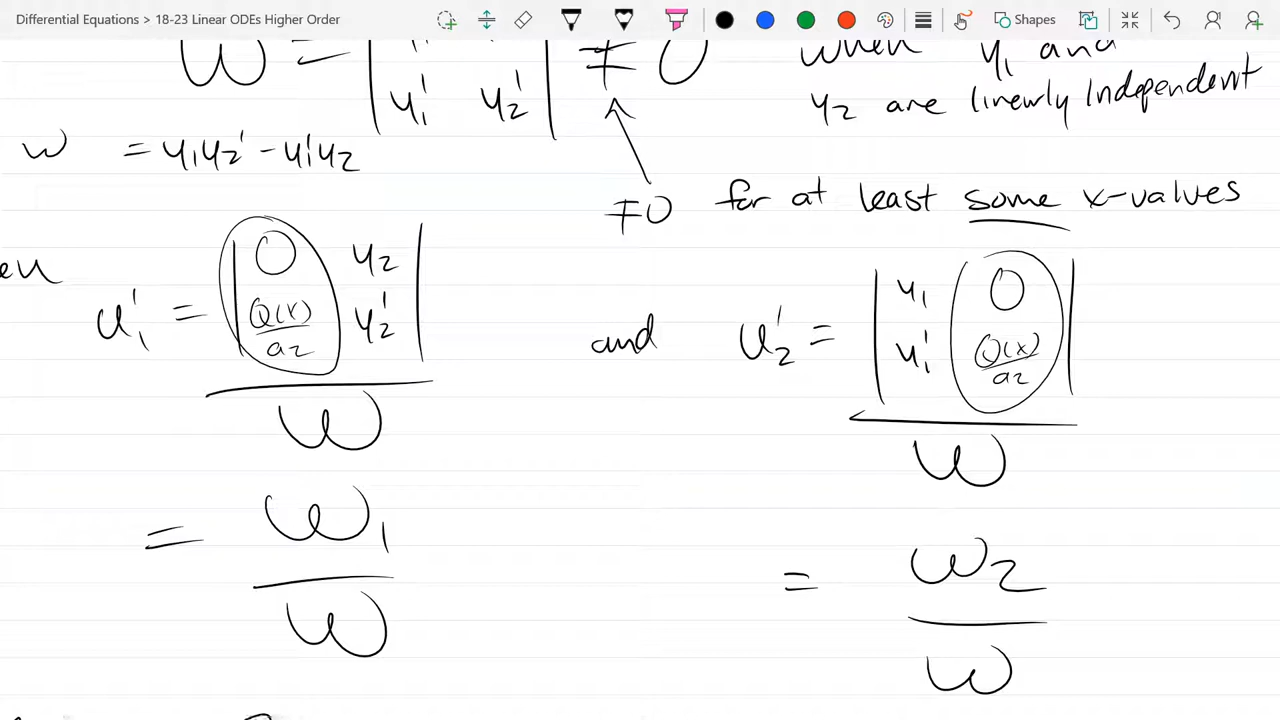 Differential Equations > 18-23 Linear ODEs Higher Order
Shapes
W = | y1' y2' | ≠ 0 when y1 and
y2 are linerly Independent
W = y1y2' - y1'y2
≠0 for at least some x-values
u1' = | 0 y2 |
| Q(x)/a2 y2' |
W
and u2' = | y1 0 |
| y1' Q(x)/a2 |
W
= W1/W
= W2/W